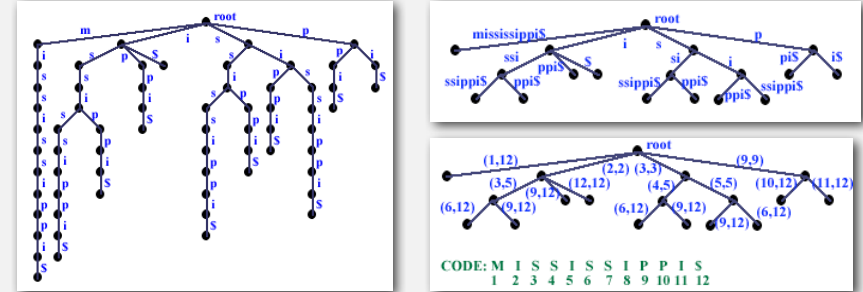 root
m i s p
i s p $ s i p i
s s p i p s i $
s i i s p p s $
i s p $ i p i i
s i i p i $ p
s p $ p $ p
i p i i
p i $ $
p $
i
$
root
mississippi$ i s p
ssi ppi$ $ si i pi$ i$
ssippi$ ppi$ ssippi$ ppi$ ppi$ ssippi$
root
(1,12) (2,2) (3,3) (9,9)
(3,5) (9,12) (12,12) (4,5) (5,5) (10,12) (11,12)
(6,12) (9,12) (6,12) (9,12) (9,12) (6,12)
CODE: M I S S I S S I P P I $
1 2 3 4 5 6 7 8 9 10 11 12